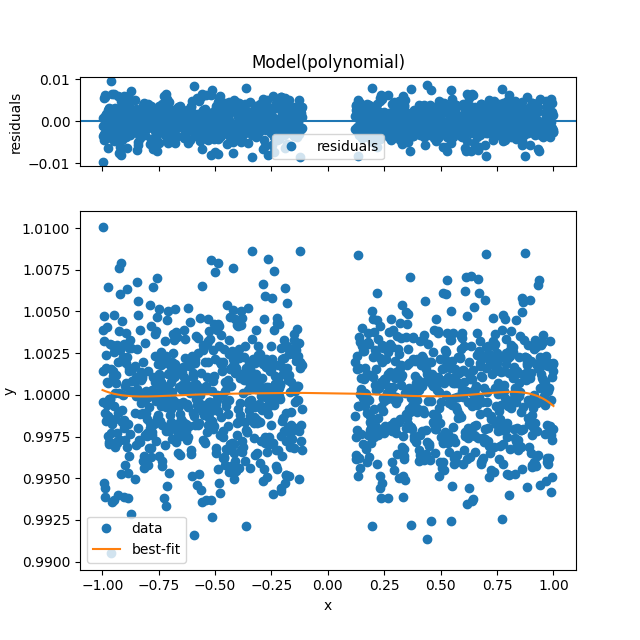 Model(polynomial)
0.01
0.00
−0.01
residuals
residuals
1.0100
1.0075
1.0050
1.0025
1.0000
0.9975
0.9950
0.9925
0.9900
y
data
best-fit
−1.00 −0.75 −0.50 −0.25 0.00 0.25 0.50 0.75 1.00
x